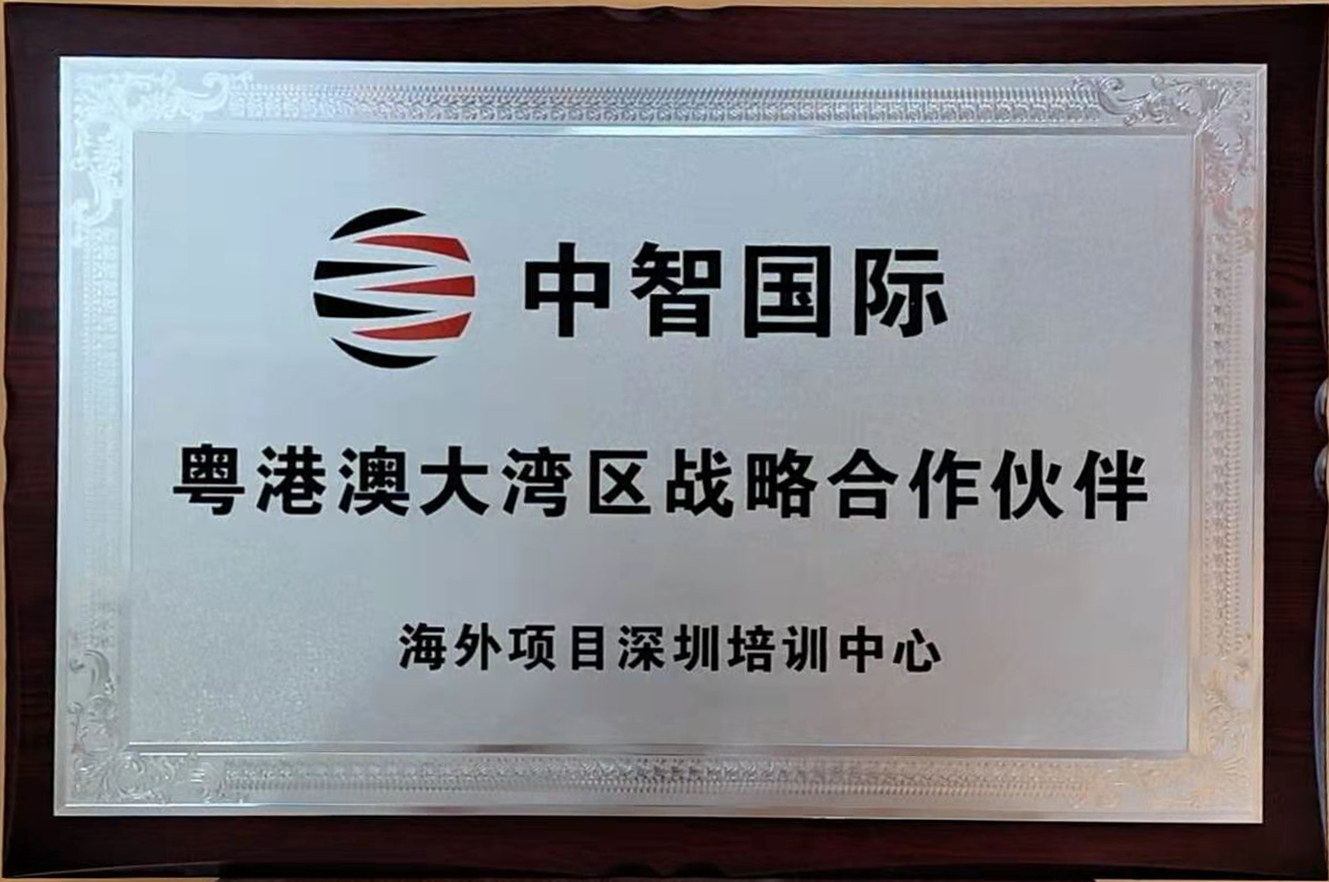 中智国际
粤港澳大湾区战略合作伙伴
海外项目深圳培训中心